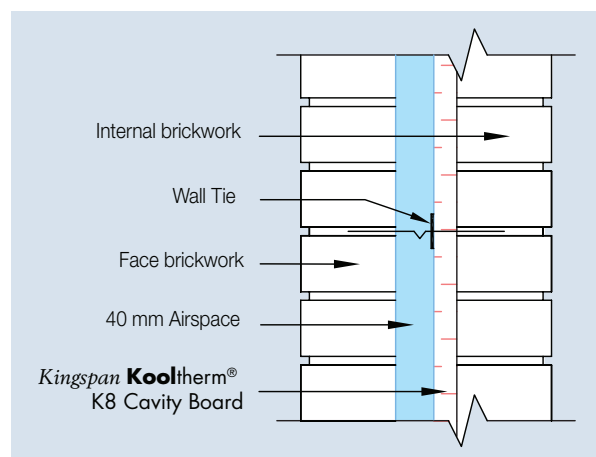 Internal brickwork
Wall Tie
Face brickwork
40 mm Airspace
Kingspan Kooltherm®
K8 Cavity Board